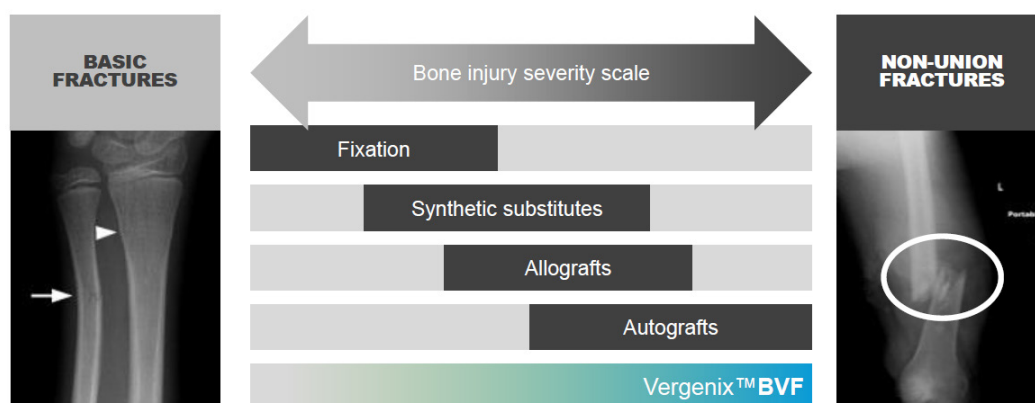 BASIC
FRACTURES
Bone injury severity scale
NON-UNION
FRACTURES
Fixation
Synthetic substitutes
Allografts
Autografts
Vergenix™BVF
L